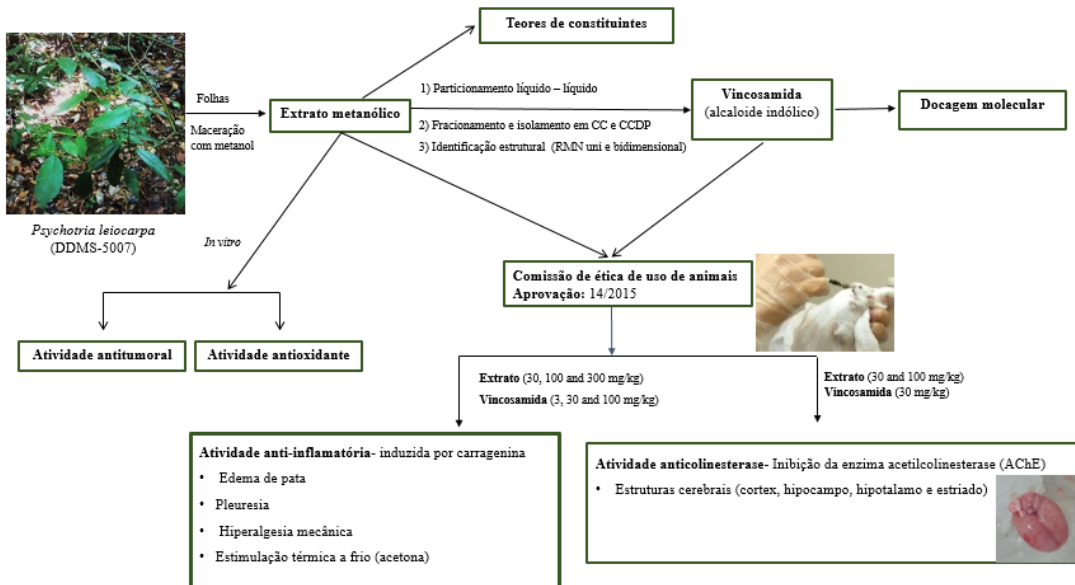 Teores de constituintes
Folhas
Maceração
com metanol
Extrato metanólico
1) Particionamento líquido – líquido
2) Fracionamento e isolamento em CC e CCDP
3) Identificação estrutural (RMN uni e bidimensional)
Vincosamida
(alcaloide indólico)
Docagem molecular
Psychotria leiocarpa
(DDMS-5007)
In vitro
Comissão de ética de uso de animais
Aprovação: 14/2015
Atividade antitumoral
Atividade antioxidante
Extrato (30, 100 and 300 mg/kg)
Vincosamida (3, 30 and 100 mg/kg)
Extrato (30 and 100 mg/kg)
Vincosamida (30 mg/kg)
Atividade anti-inflamatória- induzida por carragenina
• Edema de pata
• Pleuresia
• Hiperalgesia mecânica
• Estimulação térmica a frio (acetona)
Atividade anticolinesterase- Inibição da enzima acetilcolinesterase (AChE)
• Estruturas cerebrais (cortex, hipocampo, hipotalamo e estriado)